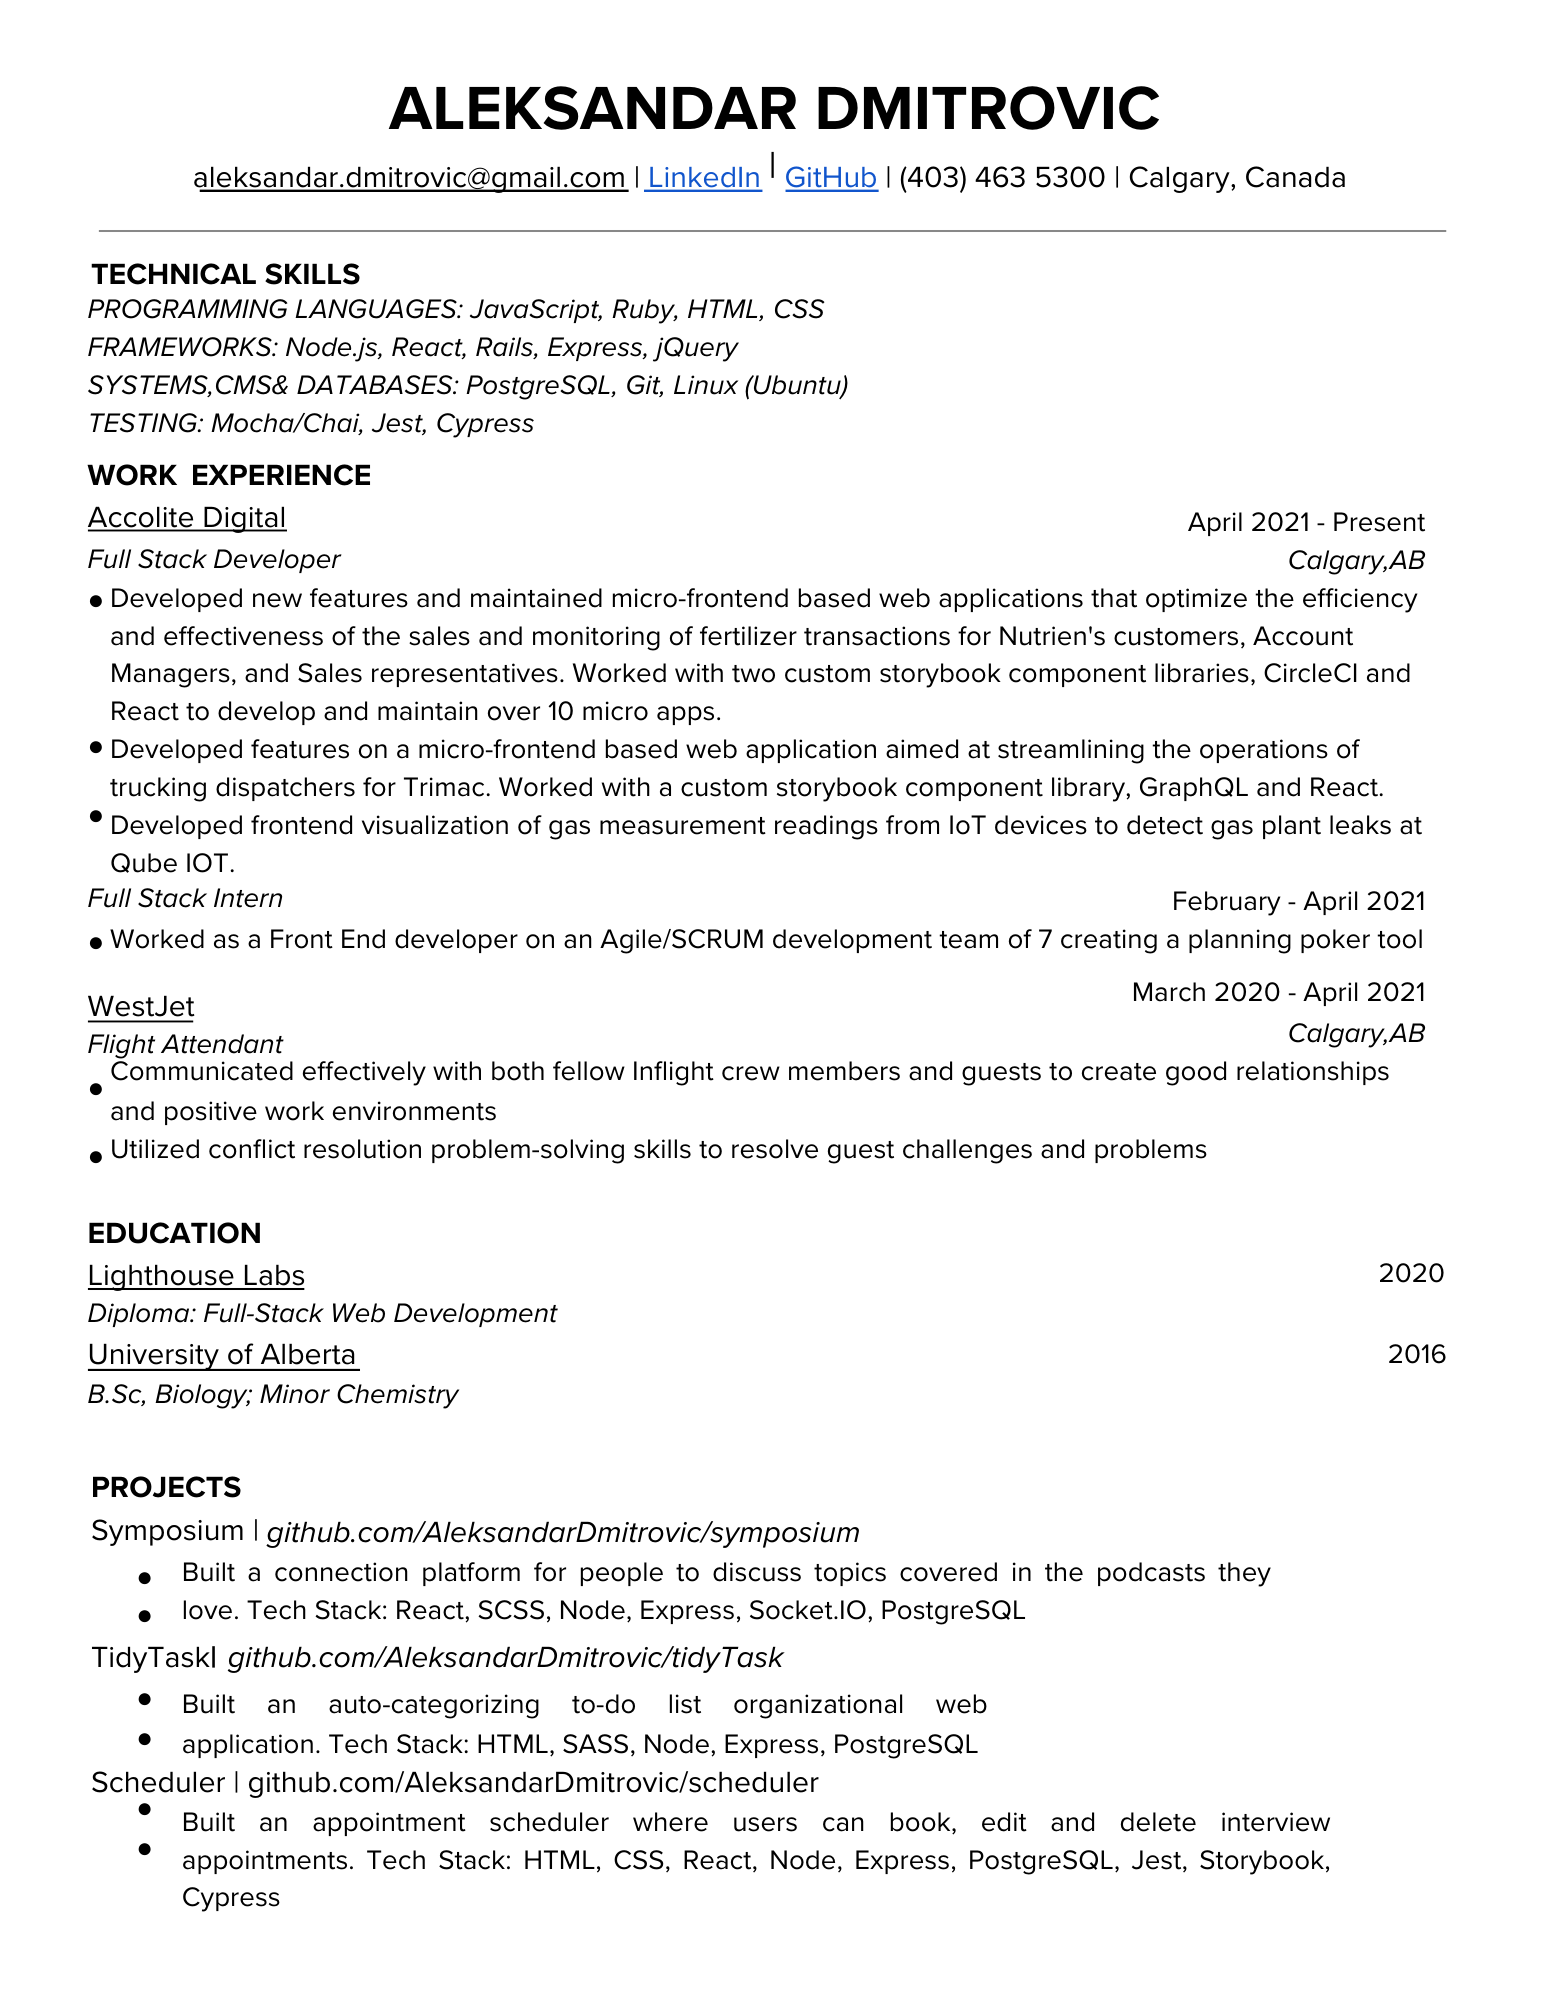 ALEKSANDAR DMITROVIC
aleksandar.dmitrovic@gmail.com | LinkedIn | GitHub | (403) 463 5300 | Calgary, Canada
TECHNICAL SKILLS
PROGRAMMING LANGUAGES: JavaScript, Ruby, HTML, CSS
FRAMEWORKS: Node.js, React, Rails, Express, jQuery
SYSTEMS,CMS& DATABASES: PostgreSQL, Git, Linux (Ubuntu)
TESTING: Mocha/Chai, Jest, Cypress
WORK EXPERIENCE
Accolite Digital April 2021 - Present
Full Stack Developer Calgary,AB
● Developed new features and maintained micro-frontend based web applications that optimize the efficiency
and effectiveness of the sales and monitoring of fertilizer transactions for Nutrien's customers, Account
Managers, and Sales representatives. Worked with two custom storybook component libraries, CircleCI and
React to develop and maintain over 10 micro apps.
● Developed features on a micro-frontend based web application aimed at streamlining the operations of
trucking dispatchers for Trimac. Worked with a custom storybook component library, GraphQL and React.
● Developed frontend visualization of gas measurement readings from IoT devices to detect gas plant leaks at
Qube IOT.
Full Stack Intern February - April 2021
● Worked as a Front End developer on an Agile/SCRUM development team of 7 creating a planning poker tool
WestJet March 2020 - April 2021
Flight Attendant Calgary,AB
● Communicated effectively with both fellow Inflight crew members and guests to create good relationships
and positive work environments
● Utilized conflict resolution problem-solving skills to resolve guest challenges and problems
EDUCATION
Lighthouse Labs 2020
Diploma: Full-Stack Web Development
University of Alberta 2016
B.Sc, Biology; Minor Chemistry
PROJECTS
Symposium | github.com/AleksandarDmitrovic/symposium
● Built a connection platform for people to discuss topics covered in the podcasts they
● love. Tech Stack: React, SCSS, Node, Express, Socket.IO, PostgreSQL
TidyTask| github.com/AleksandarDmitrovic/tidyTask
● Built an auto-categorizing to-do list organizational web
● application. Tech Stack: HTML, SASS, Node, Express, PostgreSQL
Scheduler | github.com/AleksandarDmitrovic/scheduler
● Built an appointment scheduler where users can book, edit and delete interview
● appointments. Tech Stack: HTML, CSS, React, Node, Express, PostgreSQL, Jest, Storybook,
Cypress